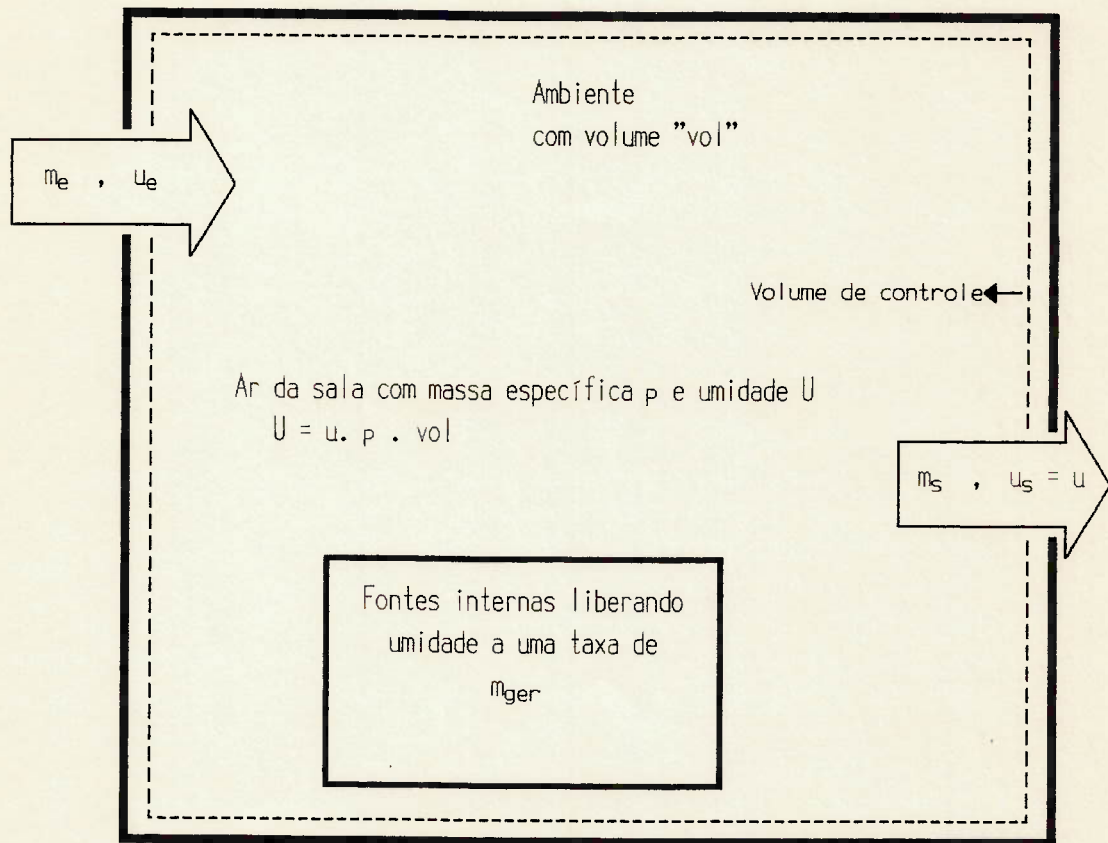 Ambiente
com volume "vol"
me , ue
Volume de controle
Ar da sala com massa específica p e umidade U
U = u. p . vol
ms , us = u
Fontes internas liberando
umidade a uma taxa de
mger